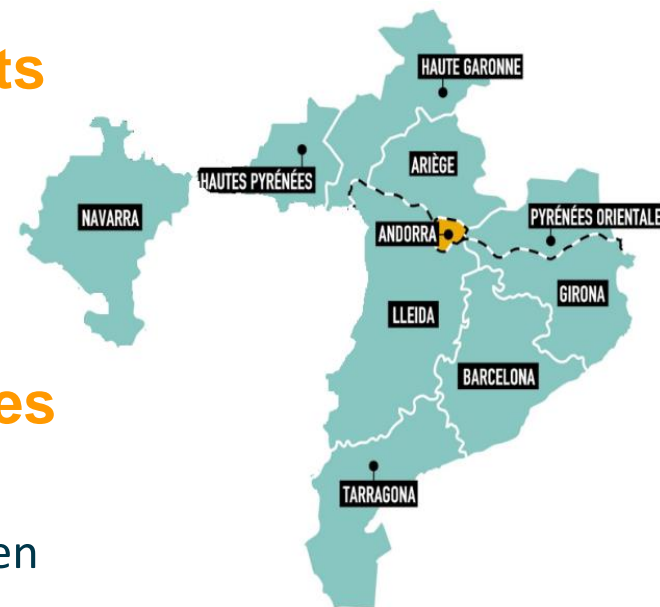 ts
HAUTE GARONNE
ARIÈGE
HAUTES PYRÉNÉES
NAVARRA
PYRÉNÉES ORIENTALE
ANDORRA
GIRONA
LLEIDA
BARCELONA
es
TARRAGONA
en